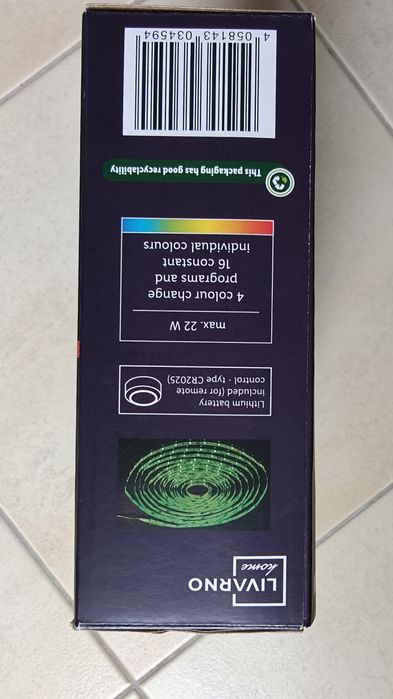 LIVARNO
home
Lithium battery
included (for remote
control - type CR2025)
max. 22 W
4 colour change
programs and
16 constant
individual colours
This packaging has good recyclability
4 058143 034594